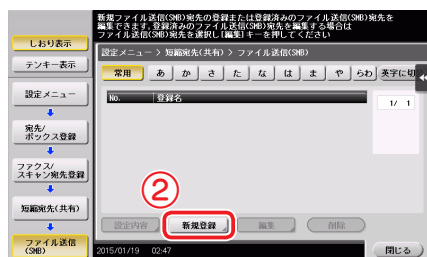 新規ファイル送信(SMB)宛先の登録または登録済みのファイル送信(SMB)宛先を
編集できます。登録済みのファイル送信(SMB)宛先を編集する場合は
ファイル送信(SMB)宛先を選択し[編集]キーを押してください
しおり表示
テンキー表示
設定メニュー
宛先/
ボックス登録
ファクス/
スキャン宛先登録
短縮宛先(共有)
ファイル送信
(SMB)
設定メニュー > 短縮宛先(共有) > ファイル送信(SMB)
常用 あ か さ た な は ま や らわ 英字に切
No. 登録名
1/ 1
②
設定内容 新規登録 編集 削除
2015/01/19 02:47
閉じる